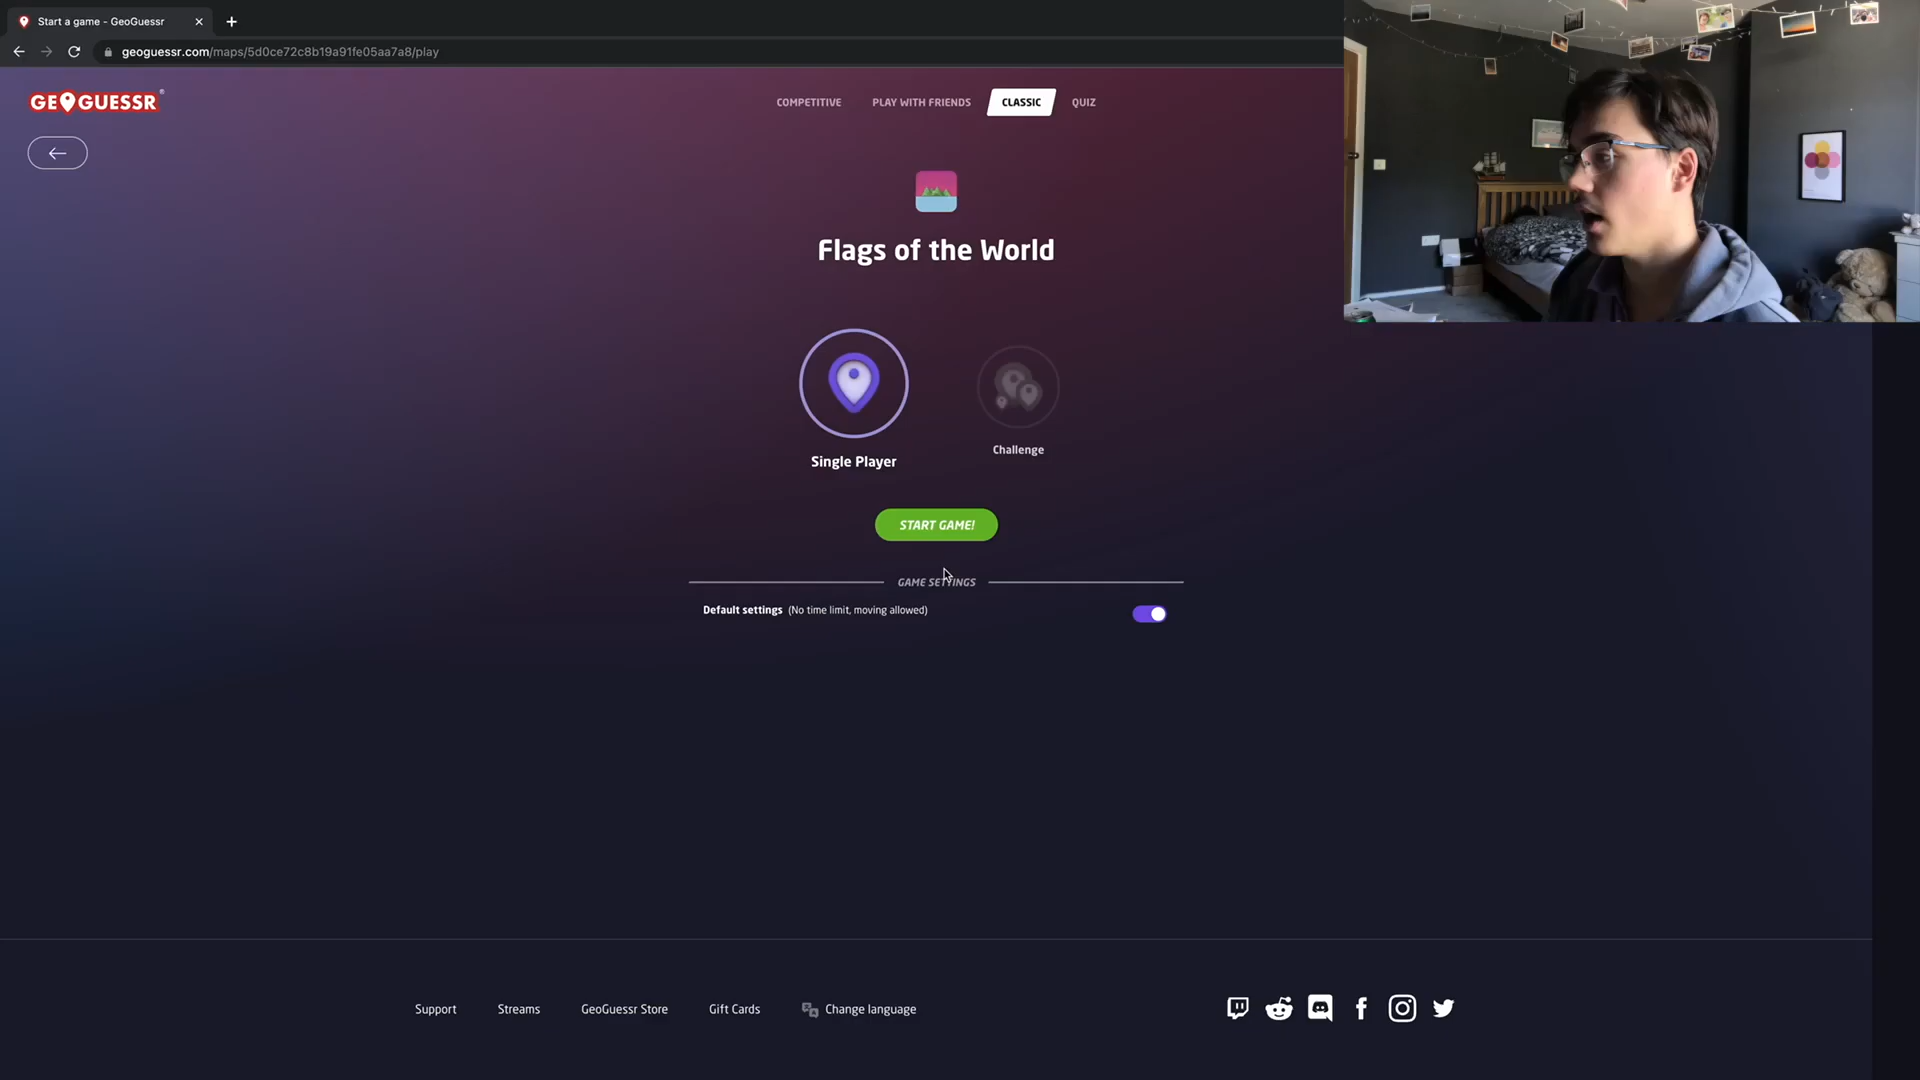 Start a game - GeoGuessr
geoguessr.com/maps/5d0ce72c8b19a91fe05aa7a8/play
GEOGUESSR
COMPETITIVE
PLAY WITH FRIENDS
CLASSIC
QUIZ
Flags of the World
Single Player
Challenge
START GAME!
GAME SETTINGS
Default settings (No time limit, moving allowed)
Support
Streams
GeoGuessr Store
Gift Cards
Change language